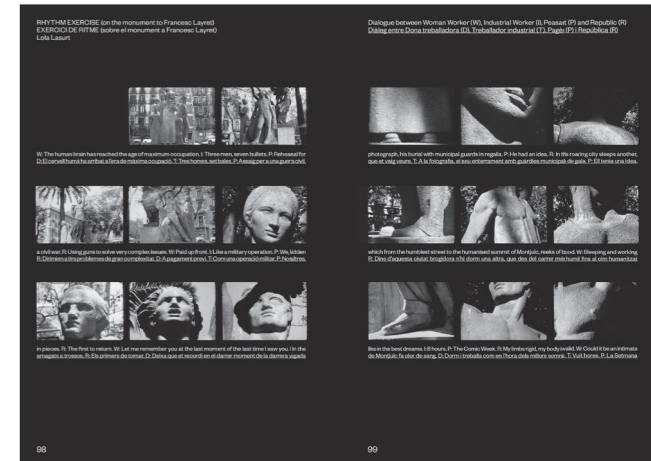 RHYTHM EXERCISE (on the monument to Francesc Layret)
EXERCICI DE RITME (sobre el monument a Francesc Layret)
Lola Lasurt
W: The human brain has reached the age of maximum occupation. I: Three men, seven bullets. P: Rehearsal for
D: El cervell humà ha arribat a l'era de màxima ocupació. T: Tres homes, set bales. P: Assaig per a una guerra civil.
a civil war. R: Using guns to solve very complex issues. W: Paid up front. I: Like a military operation. P: We, hidden
R: Dirimien a tirs problemes de gran complexitat. D: A pagament previ. T: Com una operació militar. P: Nosaltres,
in pieces. R: The first to return. W: Let me remember you at the last moment of the last time I saw you. I: In the
amagats a trossos. R: Els primers de tornar. D: Deixa que et recordi en el darrer moment de la darrera vegada
98
Dialogue between Woman Worker (W), Industrial Worker (I), Peasant (P) and Republic (R)
Diàleg entre Dona treballadora (D), Treballador industrial (T), Pagès (P) i República (R)
photograph, his burial with municipal guards in regalia. P: He had an idea. R: In this roaring city sleeps another,
que et vaig veure. T: A la fotografia, el seu enterrament amb guàrdies municipals de gala. P: Ell tenia una idea.
which from the humblest street to the humanised summit of Montjuïc, reeks of blood. W: Sleeping and working
R: Dins d'aquesta ciutat brogidora n'hi dorm una altra, que des del carrer més humil fins al cim humanitzat
like in the best dreams. I: 8 hours. P: The Comic Week. R: My limbs rigid, my body avalid. W: Could it be an intimate
de Montjuïc fa olor de sang. D: Dorm i treballa com en l'hora dels millors somnis. T: Vuit hores. P: La Setmana
99